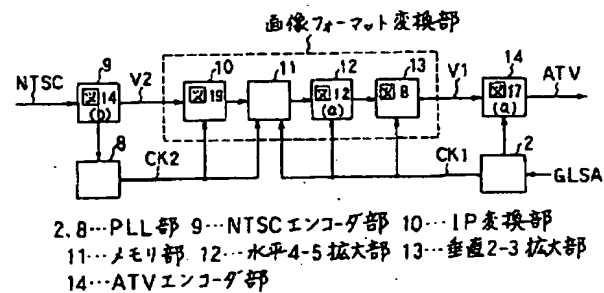 画像フォーマット変換部
9 10 11 12 13 14
NTSC V2 V1 ATV
図14(b) 図19 図12(a) 図8 図17(a)
8 CK2 CK1 2 GLSA
2,8…PLL部 9…NTSCエンコーダ部 10…IP変換部
11…メモリ部 12…水平4-5拡大部 13…垂直2-3拡大部
14…ATVエンコーダ部